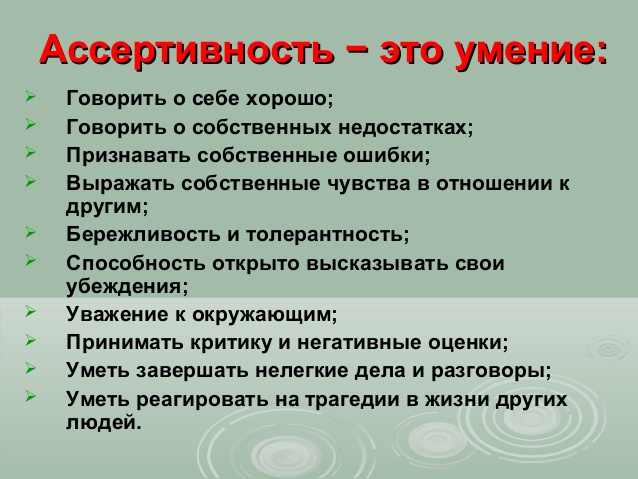 Ассертивность – это умение:
Говорить о себе хорошо;
Говорить о собственных недостатках;
Признавать собственные ошибки;
Выражать собственные чувства в отношении к
другим;
Бережливость и толерантность;
Способность открыто высказывать свои
убеждения;
Уважение к окружающим;
Принимать критику и негативные оценки;
Уметь завершать нелегкие дела и разговоры;
Уметь реагировать на трагедии в жизни других
людей.